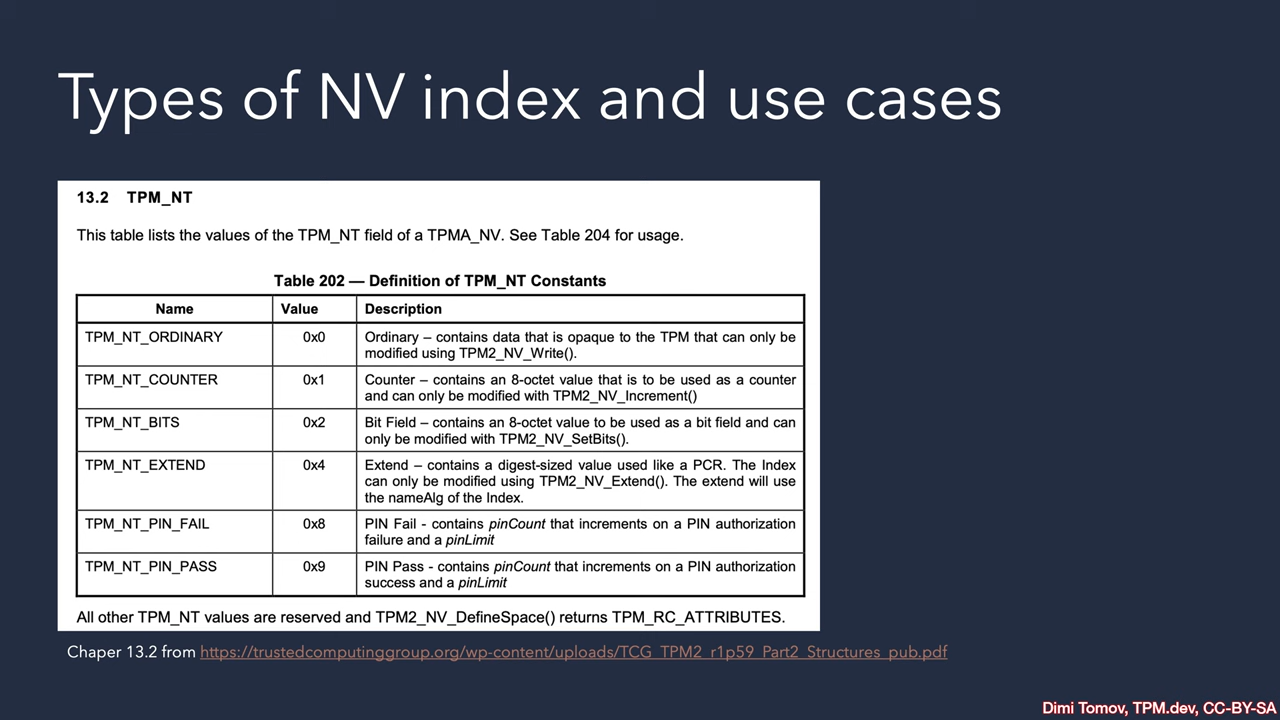 Types of NV index and use cases
13.2 TPM_NT
This table lists the values of the TPM_NT field of a TPMA_NV. See Table 204 for usage.
Table 202 — Definition of TPM_NT Constants
Name Value Description
TPM_NT_ORDINARY 0x0 Ordinary – contains data that is opaque to the TPM that can only be
modified using TPM2_NV_Write().
TPM_NT_COUNTER 0x1 Counter – contains an 8-octet value that is to be used as a counter
and can only be modified with TPM2_NV_Increment()
TPM_NT_BITS 0x2 Bit Field – contains an 8-octet value to be used as a bit field and can
only be modified with TPM2_NV_SetBits().
TPM_NT_EXTEND 0x4 Extend – contains a digest-sized value used like a PCR. The Index
can only be modified using TPM2_NV_Extend(). The extend will use
the nameAlg of the Index.
TPM_NT_PIN_FAIL 0x8 PIN Fail - contains pinCount that increments on a PIN authorization
failure and a pinLimit
TPM_NT_PIN_PASS 0x9 PIN Pass - contains pinCount that increments on a PIN authorization
success and a pinLimit
All other TPM_NT values are reserved and TPM2_NV_DefineSpace() returns TPM_RC_ATTRIBUTES.
Chaper 13.2 from https://trustedcomputinggroup.org/wp-content/uploads/TCG_TPM2_r1p59_Part2_Structures_pub.pdf
Dimi Tomov, TPM.dev, CC-BY-SA